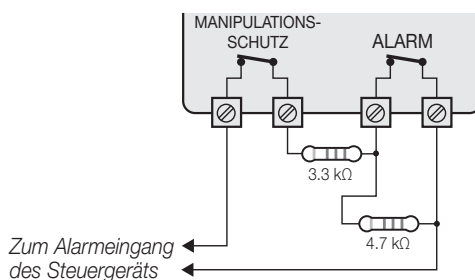 MANIPULATIONS-
SCHUTZ
ALARM
3.3 kΩ
4.7 kΩ
Zum Alarmeingang
des Steuergeräts